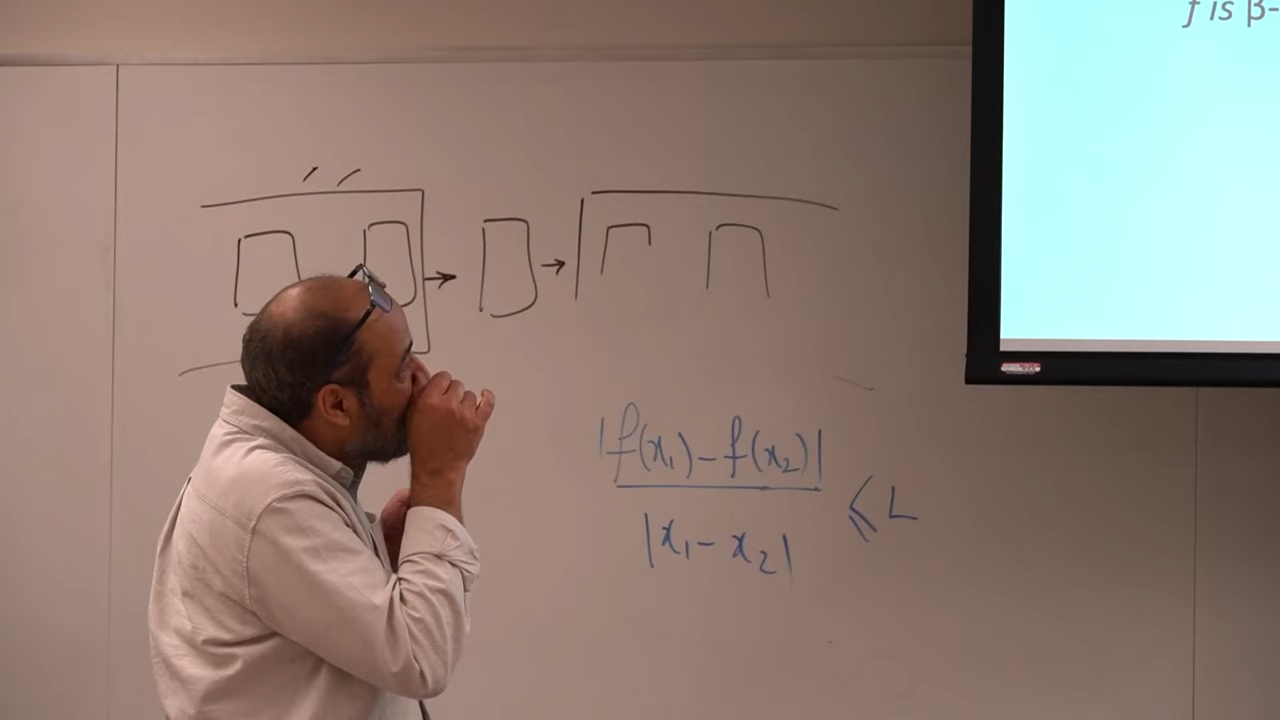 f is β-
|f(x₁) - f(x₂)|
|x₁ - x₂|
≤ L